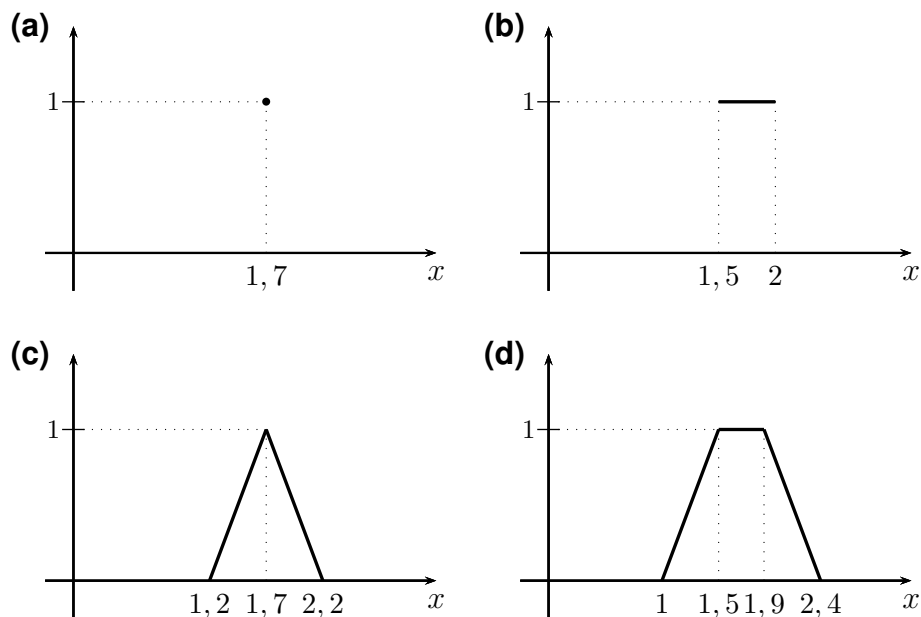 (a)
1
1, 7
x
(b)
1
1, 5 2
x
(c)
1
1, 2 1, 7 2, 2
x
(d)
1
1 1, 5 1, 9 2, 4
x